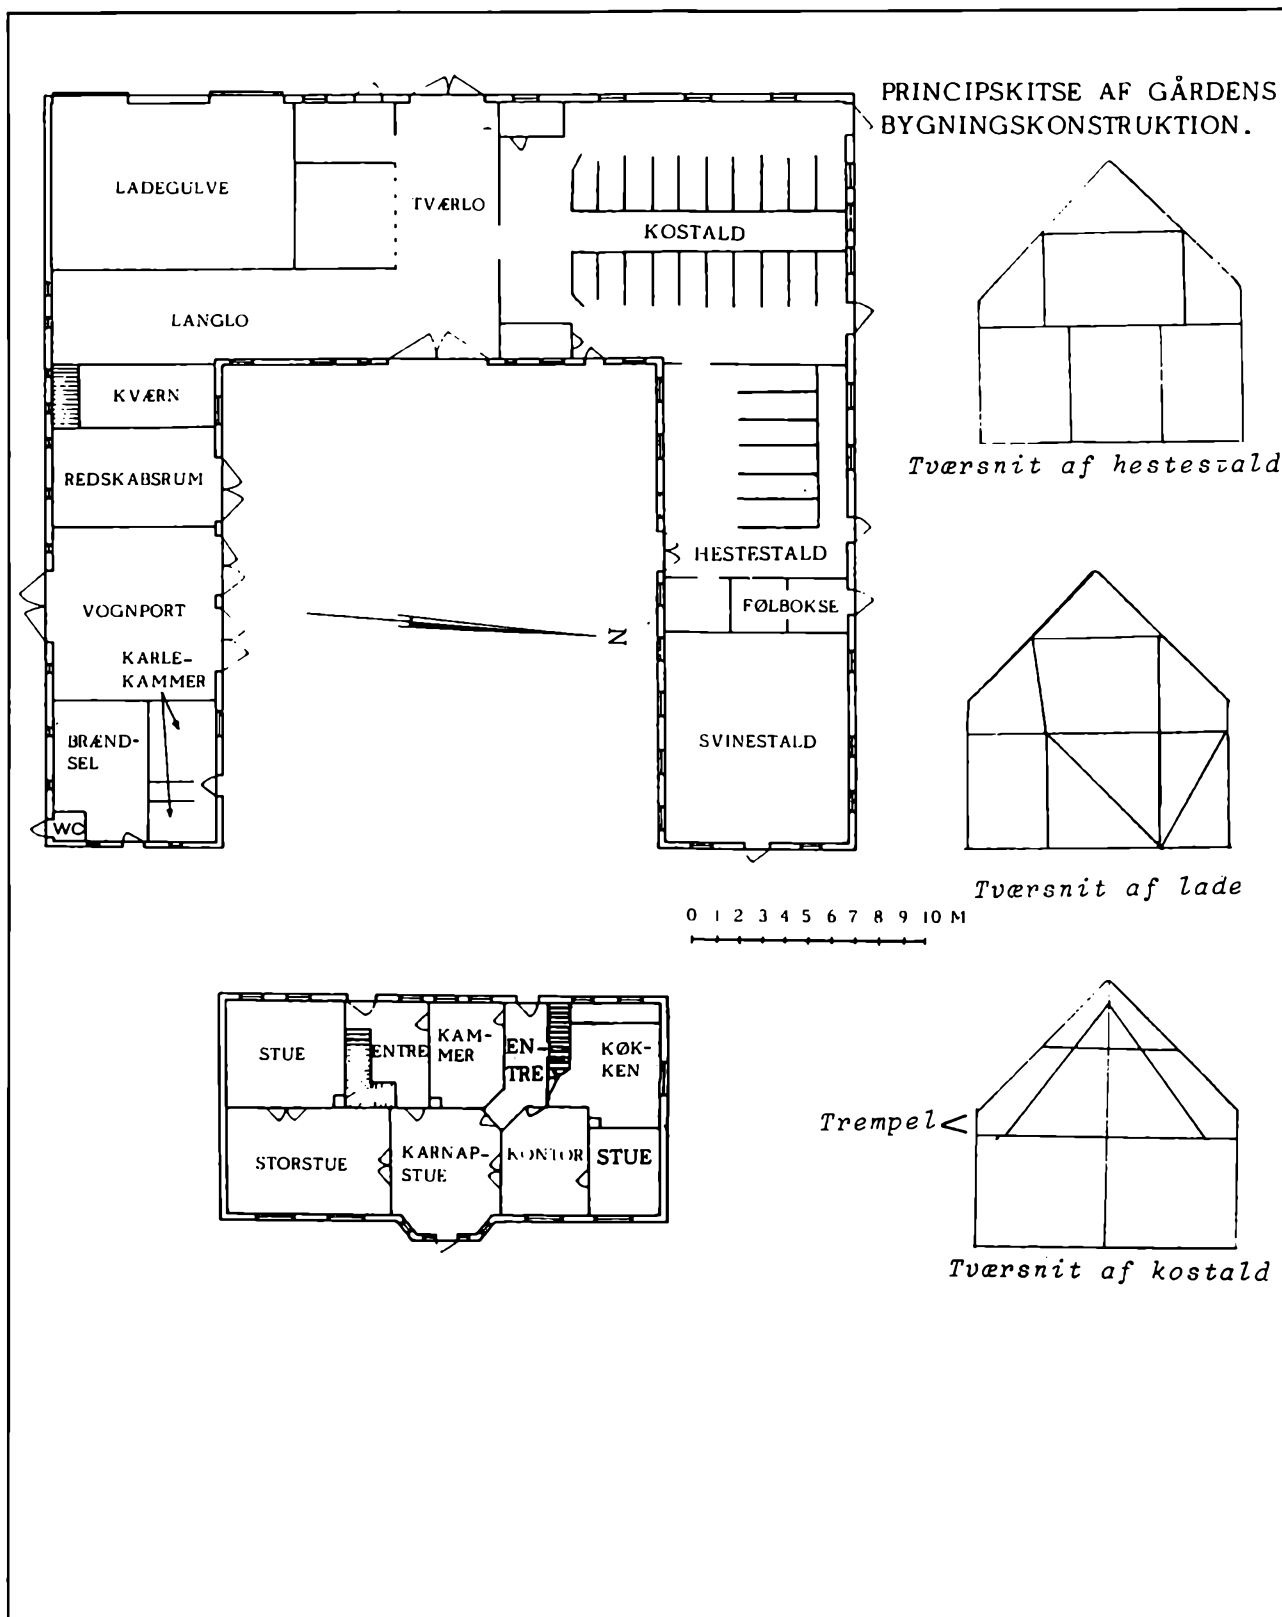 PRINCIPSKITSE AF GÅRDENS
BYGNINGSKONSTRUKTION.
LADEGULVE
TVÆRLO
KOSTALD
LANGLO
KVÆRN
REDSKABSRUM
Tværsnit af hestestald
HESTESTALD
VOGNPORT
FØLBOKSE
N
KARLE-
KAMMER
BRÆND-
SEL
SVINESTALD
WC
Tværsnit af lade
0 1 2 3 4 5 6 7 8 9 10 M
STUE
ENTRE
KAM-
MER
EN-
TRE
KØK-
KEN
Trempel
STORSTUE
KARNAP-
STUE
KONTOR
STUE
Tværsnit af kostald